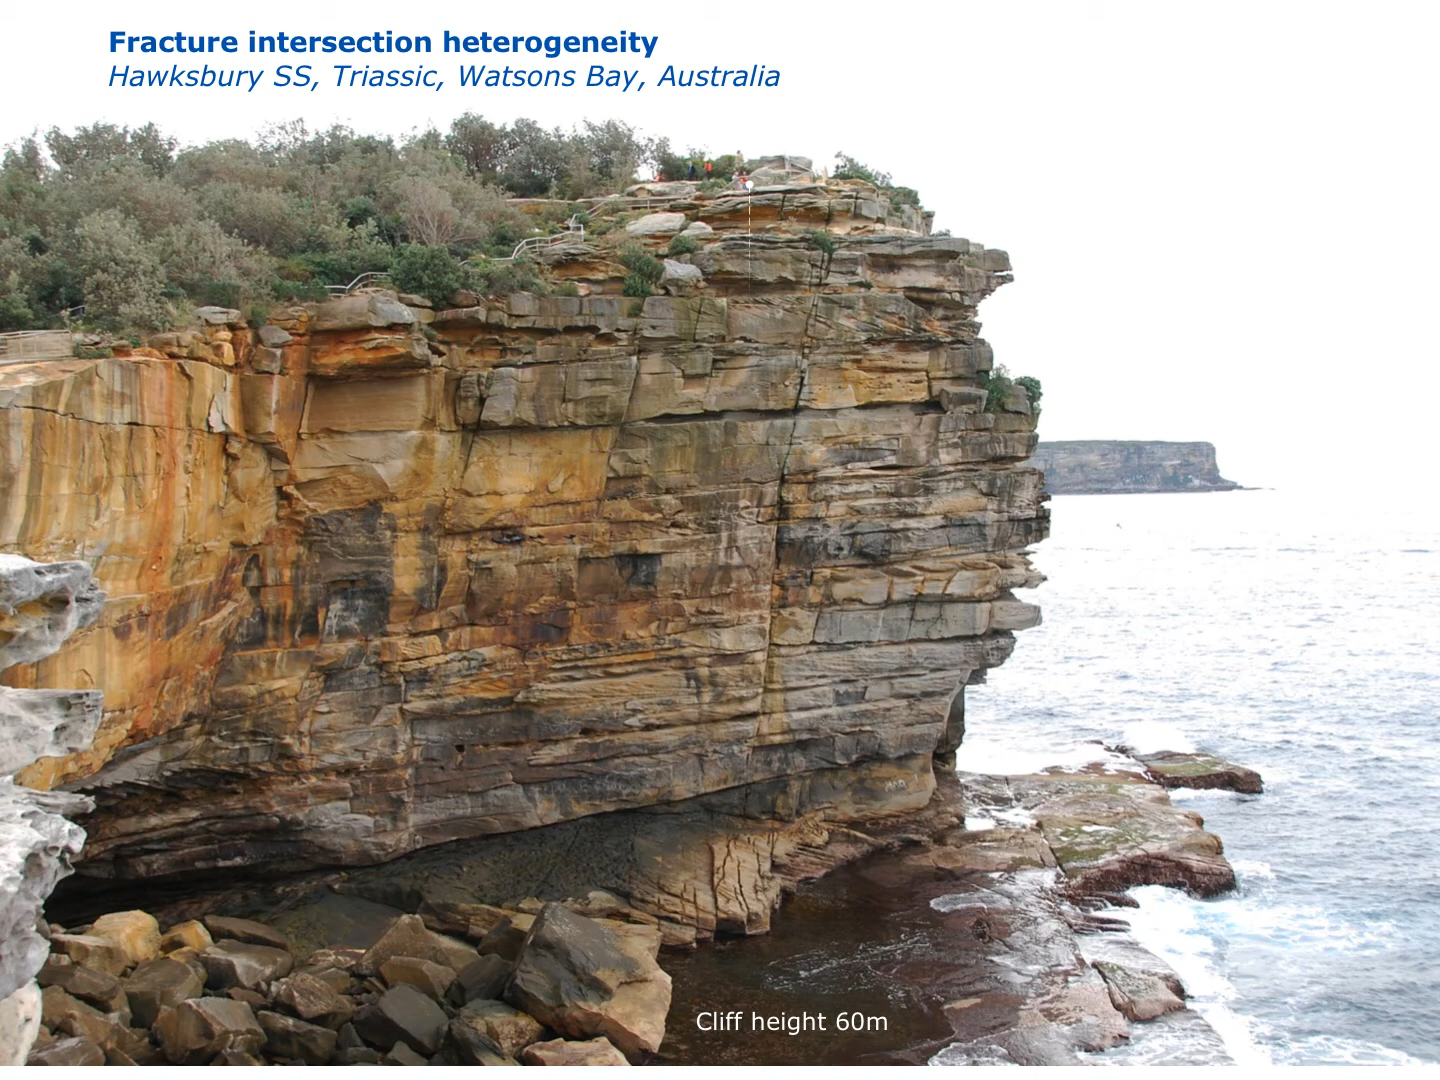 Fracture intersection heterogeneity
Hawksbury SS, Triassic, Watsons Bay, Australia
Cliff height 60m